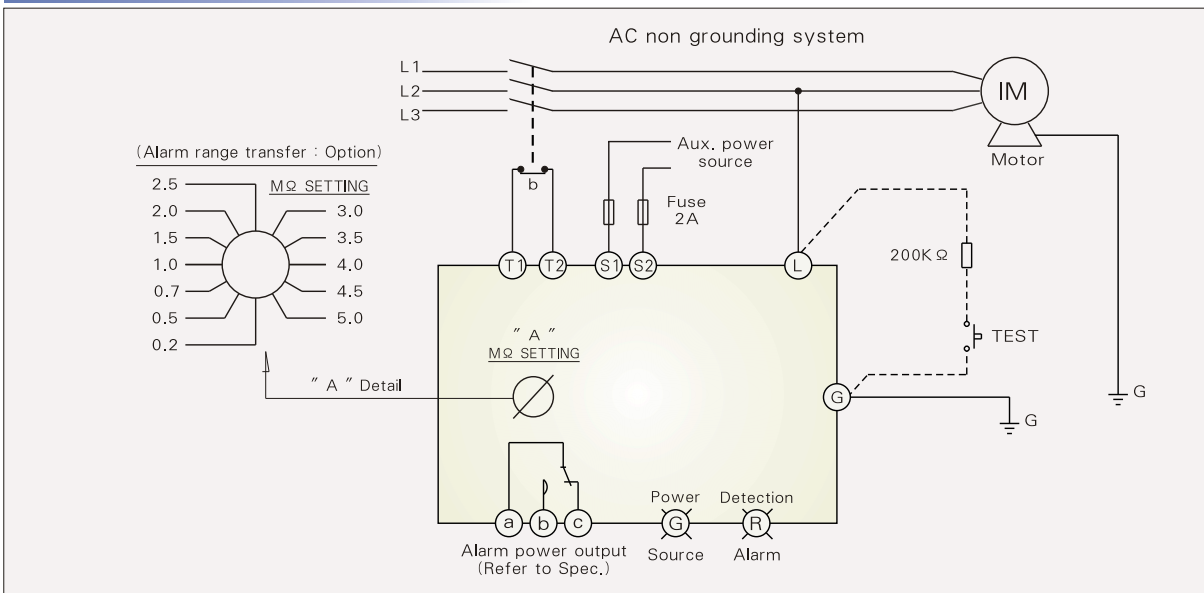 AC non grounding system
L1
L2
L3
IM
Motor
(Alarm range transfer : Option)
MΩ SETTING
2.5
2.0
1.5
1.0
0.7
0.5
0.2
3.0
3.5
4.0
4.5
5.0
b
Aux. power
source
Fuse
2A
T1
T2
S1
S2
L
200KΩ
TEST
" A "
MΩ SETTING
" A " Detail
G
G
G
a
b
c
Alarm power output
(Refer to Spec.)
Power
G
Source
Detection
R
Alarm